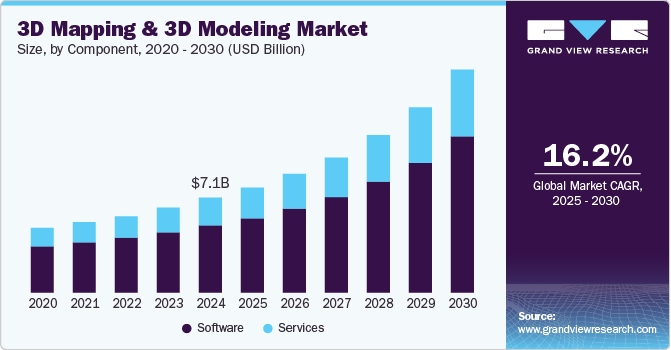 3D Mapping & 3D Modeling Market
Size, by Component, 2020 - 2030 (USD Billion)
$7.1B
2020 2021 2022 2023 2024 2025 2026 2027 2028 2029 2030
Software Services
GRAND VIEW RESEARCH
16.2%
Global Market CAGR,
2025 - 2030
Source:
www.grandviewresearch.com